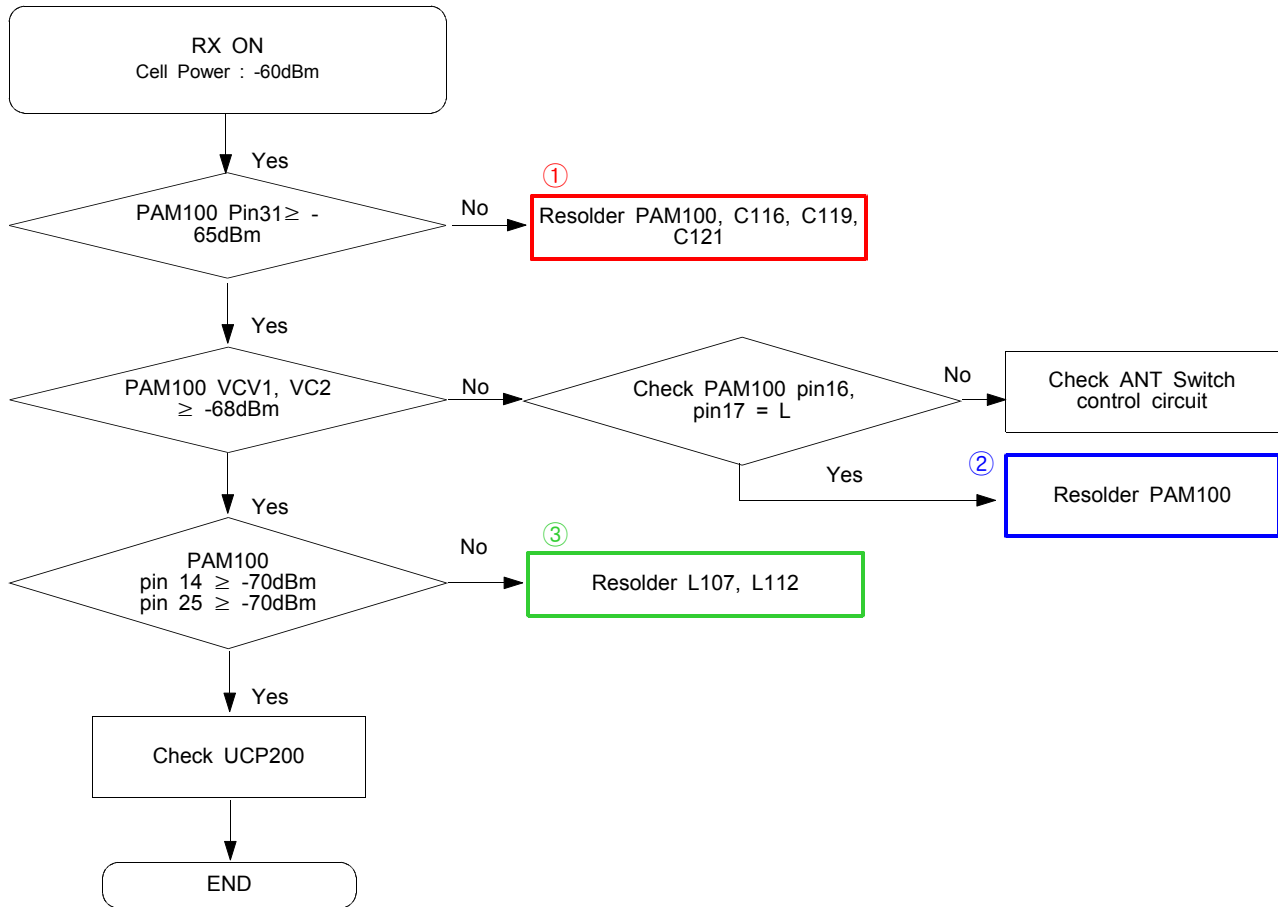 RX ON
Cell Power : -60dBm
Yes
PAM100 Pin31≥ -
65dBm
No
①
Resolder PAM100, C116, C119,
C121
Yes
PAM100 VCV1, VC2
≥ -68dBm
No
Check PAM100 pin16,
pin17 = L
No
Check ANT Switch
control circuit
Yes
②
Resolder PAM100
Yes
PAM100
pin 14 ≥ -70dBm
pin 25 ≥ -70dBm
No
③
Resolder L107, L112
Yes
Check UCP200
END